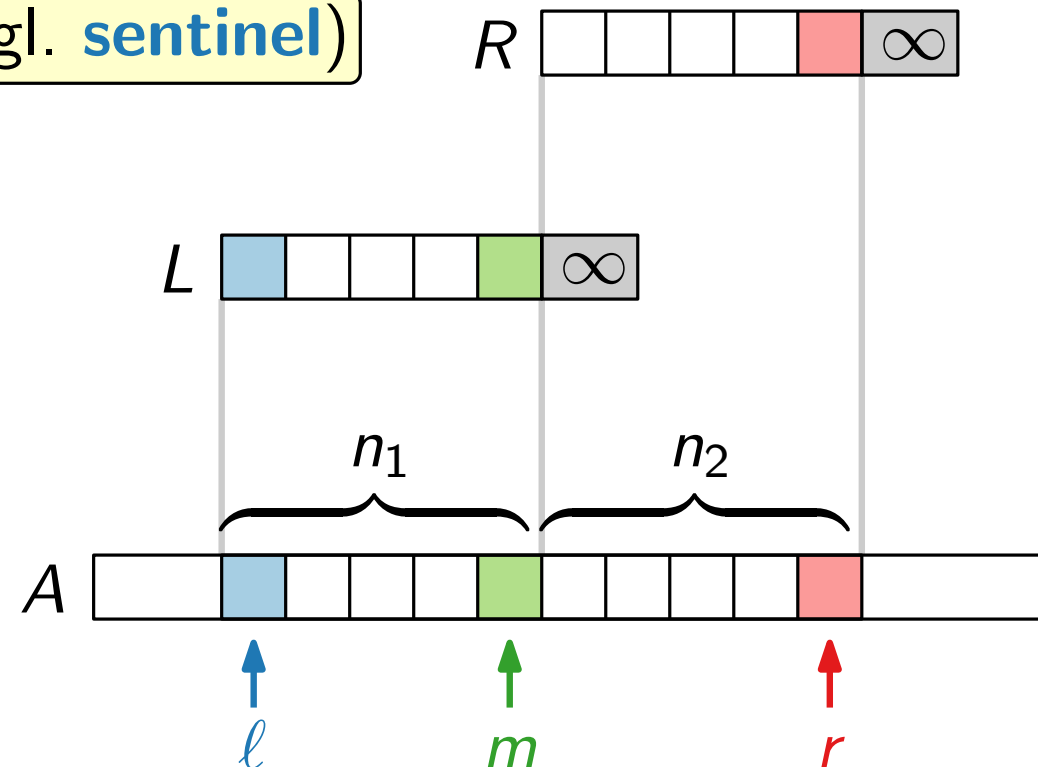 gl. sentinel)
R ∞
L ∞
n₁ n₂
A
ℓ m r